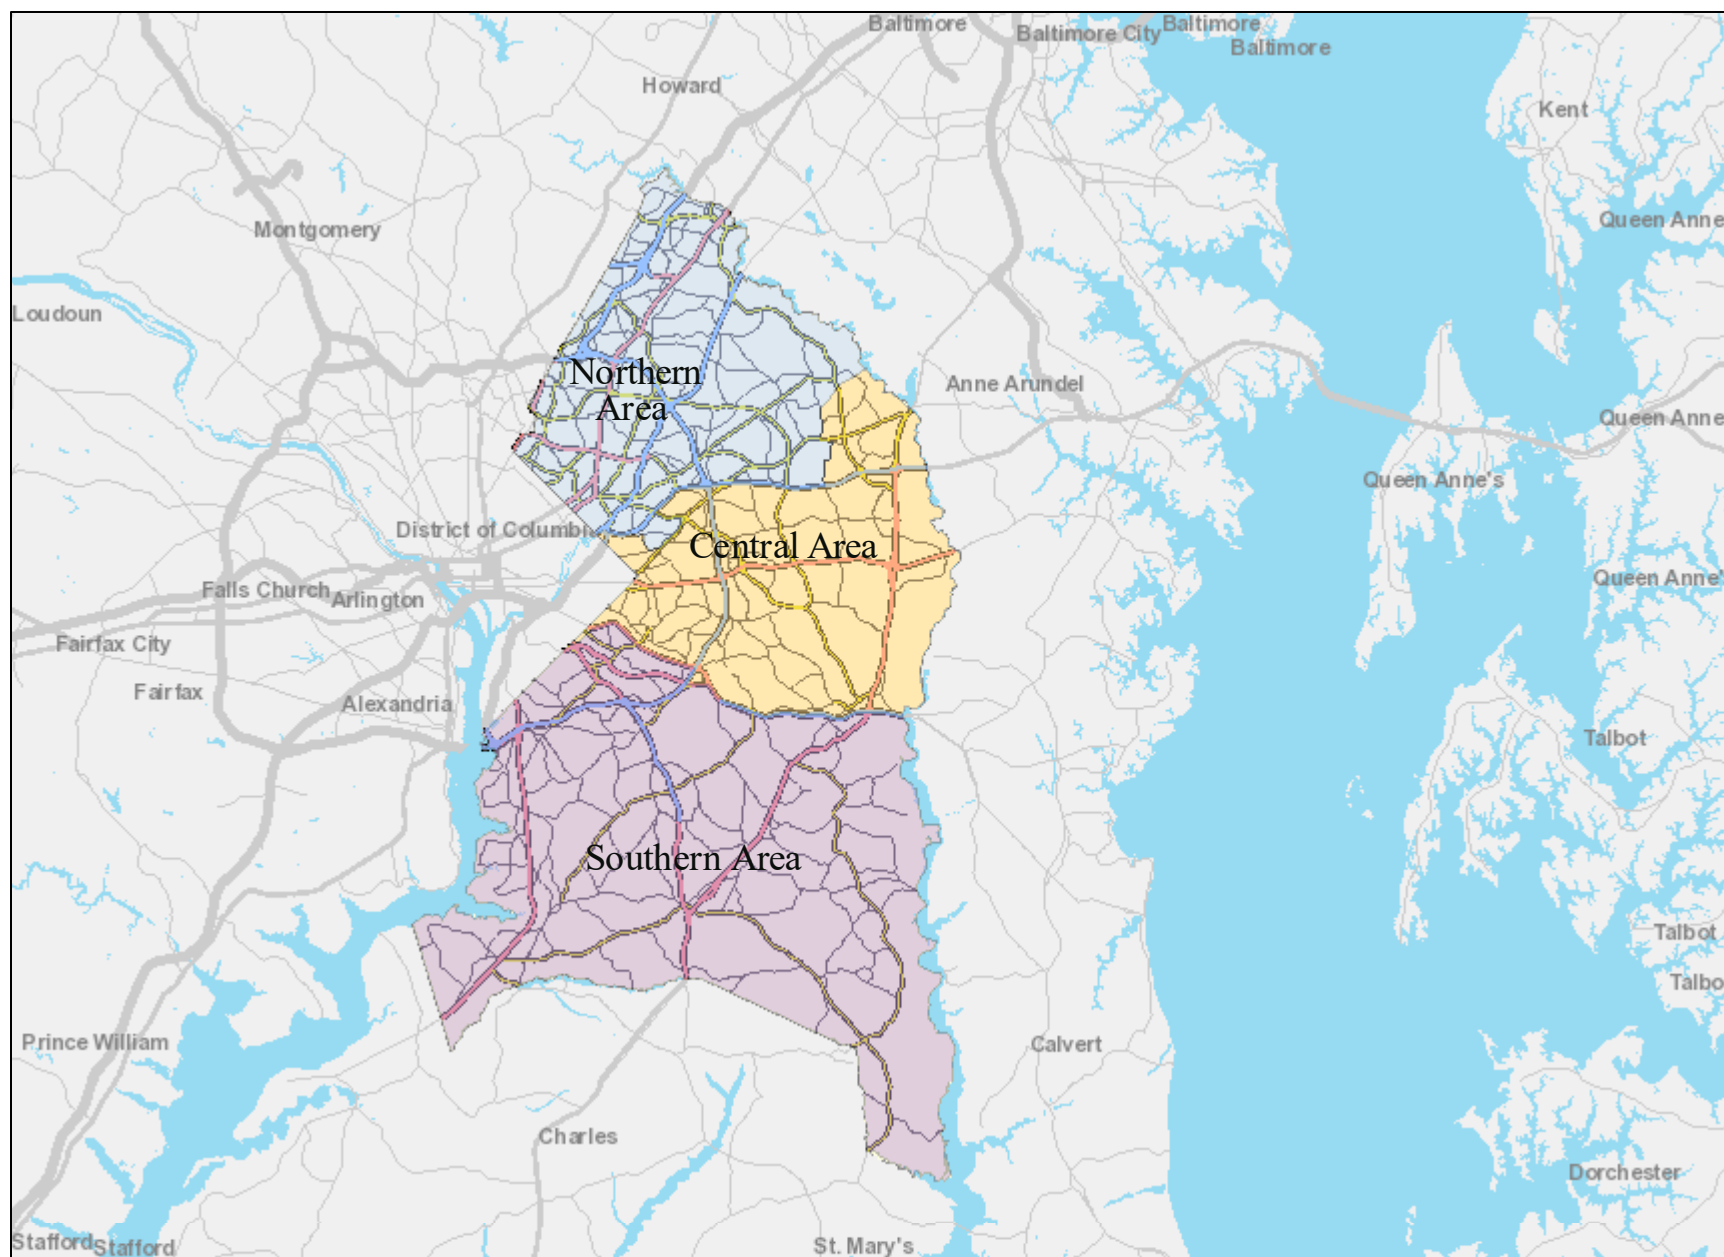 Baltimore
Baltimore City
Baltimore
Baltimore
Howard
Kent
Montgomery
Queen Anne
Loudoun
Northern
Area
Anne Arundel
Queen Anne
Queen Anne's
District of Columbi
Central Area
Queen Anne'
Falls Church
Arlington
Fairfax City
Fairfax
Alexandria
Talbot
Southern Area
Talbot
Talbo
Prince William
Calvert
Charles
Dorchester
Stafford
Stafford
St. Mary's